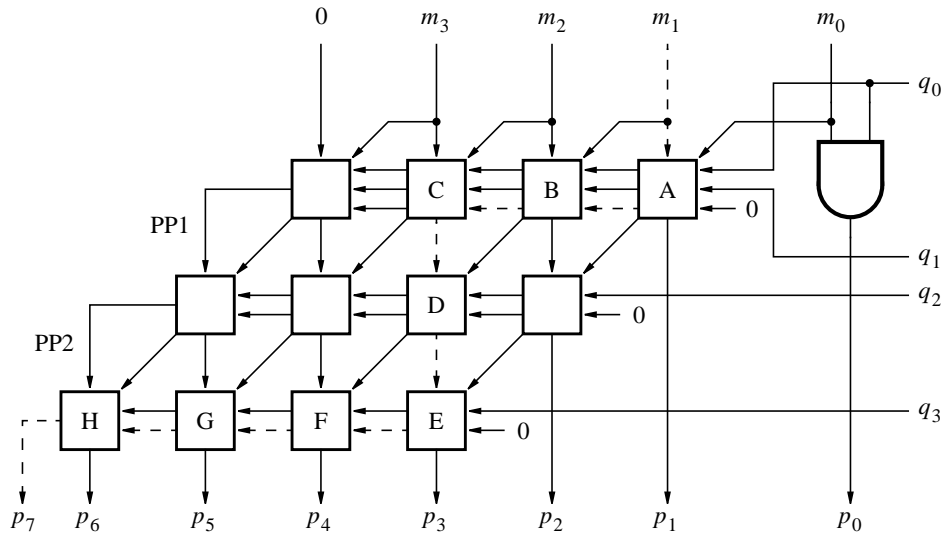 0 m₃ m₂ m₁ m₀
q₀
C B A
0
PP1
q₁
q₂
D
0
PP2
H G F E
q₃
0
p₇ p₆ p₅ p₄ p₃ p₂ p₁ p₀